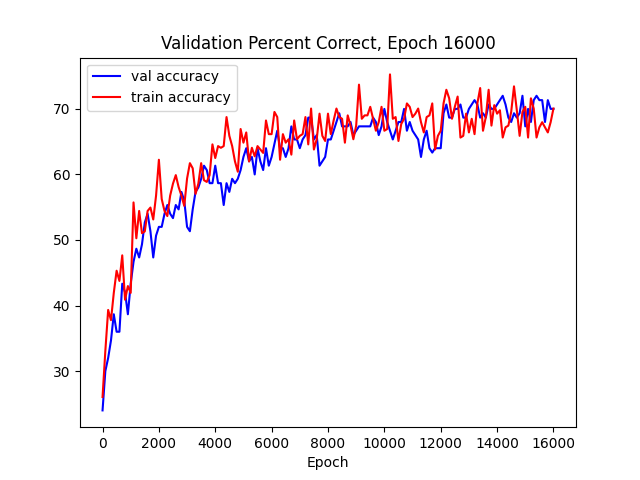 Validation Percent Correct, Epoch 16000
val accuracy
train accuracy
70
60
50
40
30
0 2000 4000 6000 8000 10000 12000 14000 16000
Epoch